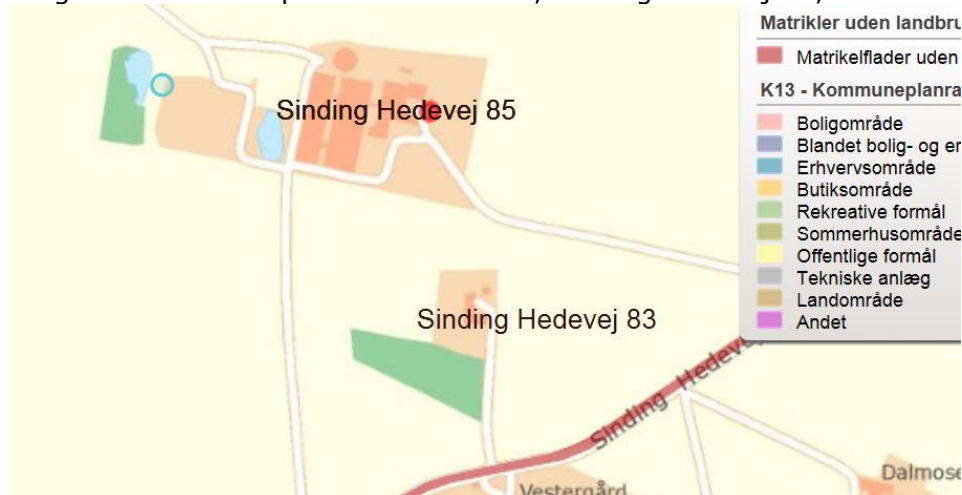 Matrikler uden landbru
Matrikelflader uden
K13 - Kommuneplanra
Boligområde
Blandet bolig- og er
Erhvervsområde
Butiksområde
Rekreative formål
Sommerhusområde
Offentlige formål
Tekniske anlæg
Landområde
Andet
Sinding Hedevej 85
Sinding Hedevej 83
Sinding Hedevej
Vestergård
Dalmose